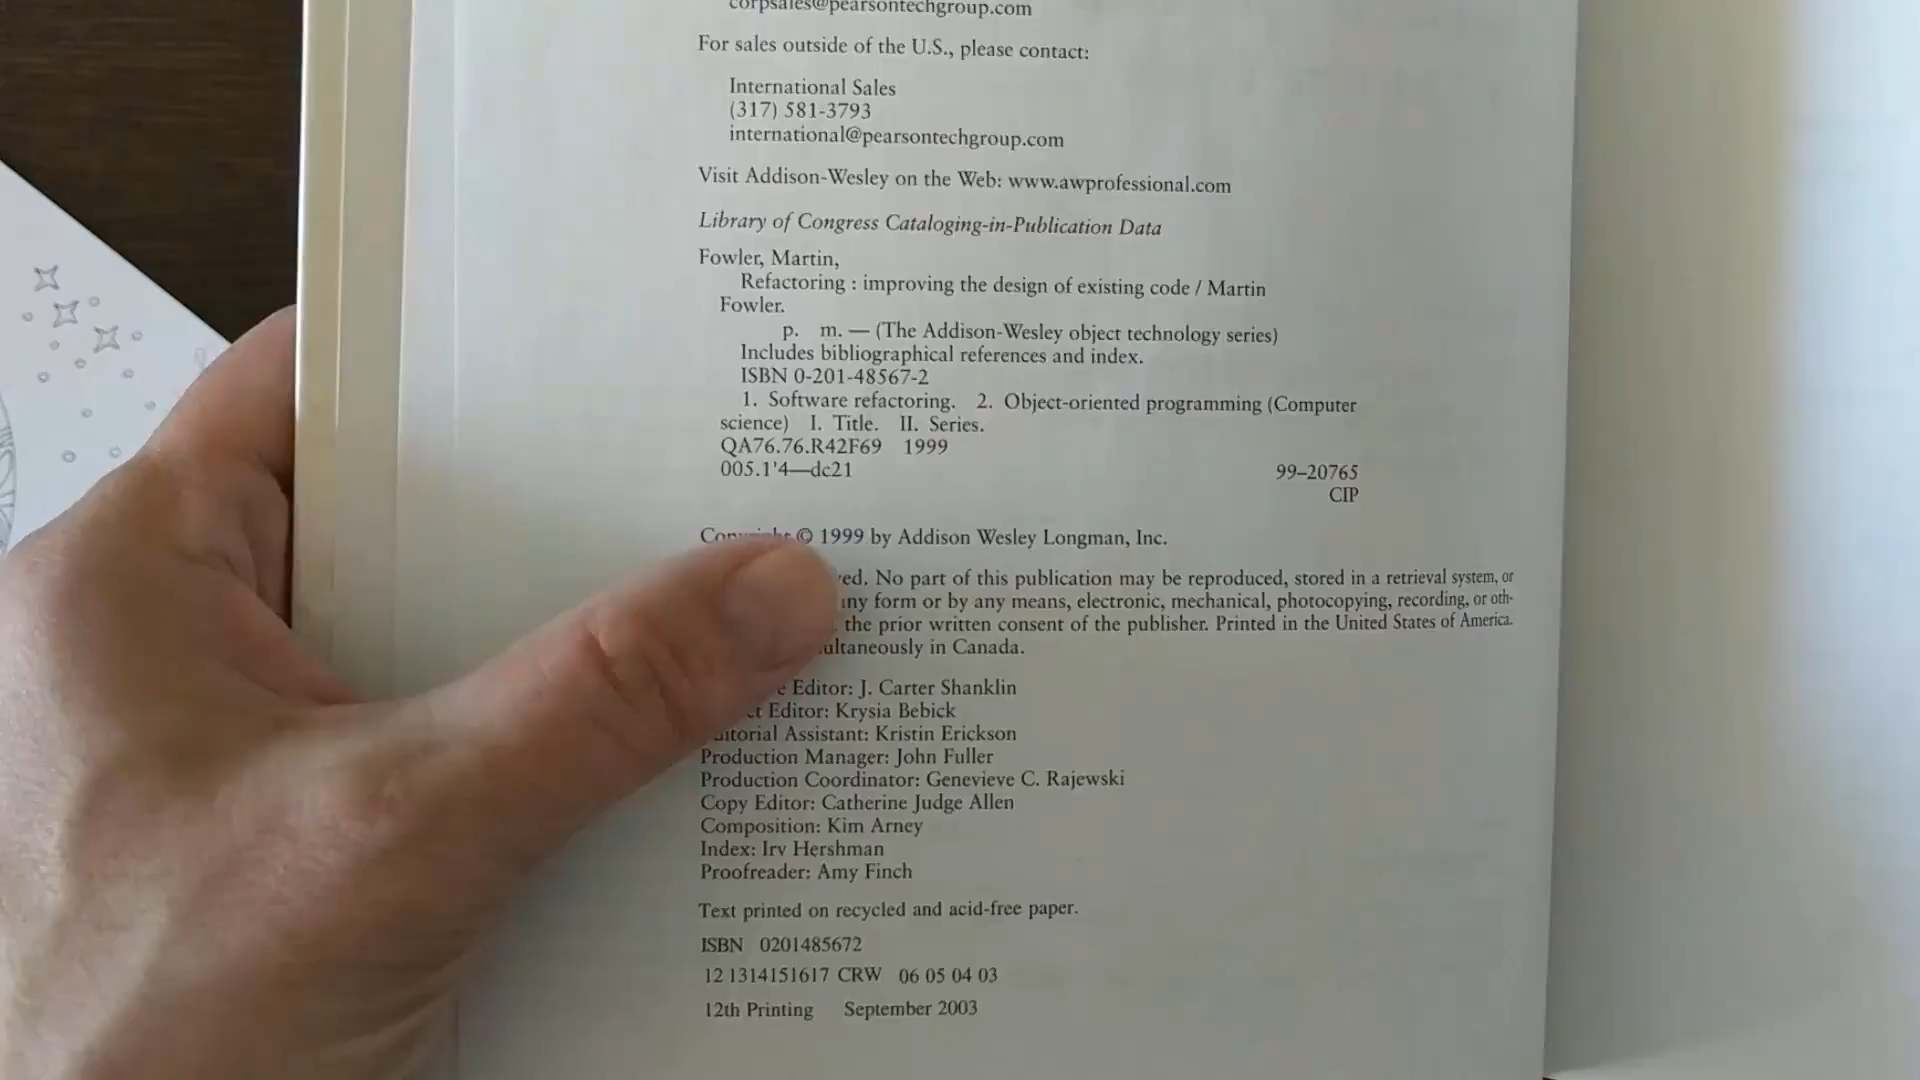 corpsales@pearsontechgroup.com
For sales outside of the U.S., please contact:
International Sales
(317) 581-3793
international@pearsontechgroup.com
Visit Addison-Wesley on the Web: www.awprofessional.com
Library of Congress Cataloging-in-Publication Data
Fowler, Martin,
Refactoring : improving the design of existing code / Martin
Fowler.
p. m. — (The Addison-Wesley object technology series)
Includes bibliographical references and index.
ISBN 0-201-48567-2
1. Software refactoring. 2. Object-oriented programming (Computer
science) I. Title. II. Series.
QA76.76.R42F69 1999
005.1'4—dc21 99–20765
CIP
© 1999 by Addison Wesley Longman, Inc.
No part of this publication may be reproduced, stored in a retrieval system, or
form or by any means, electronic, mechanical, photocopying, recording, or oth-
the prior written consent of the publisher. Printed in the United States of America.
in Canada.
Editor: J. Carter Shanklin
Editor: Krysia Bebick
Assistant: Kristin Erickson
Production Manager: John Fuller
Production Coordinator: Genevieve C. Rajewski
Copy Editor: Catherine Judge Allen
Composition: Kim Arney
Index: Irv Hershman
Proofreader: Amy Finch
Text printed on recycled and acid-free paper.
ISBN 0201485672
12 1314151617 CRW 06 05 04 03
12th Printing September 2003